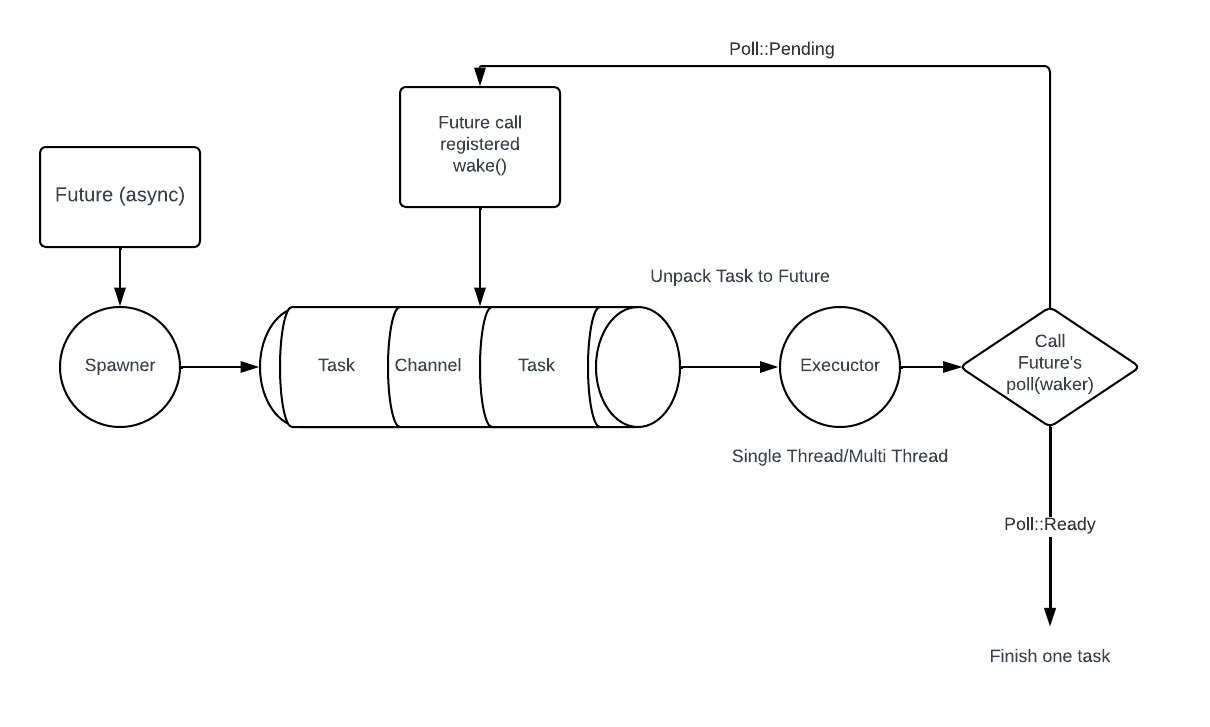 Poll::Pending
Future call
registered
wake()
Future (async)
Unpack Task to Future
Spawner
Task
Channel
Task
Execuctor
Call
Future's
poll(waker)
Single Thread/Multi Thread
Poll::Ready
Finish one task